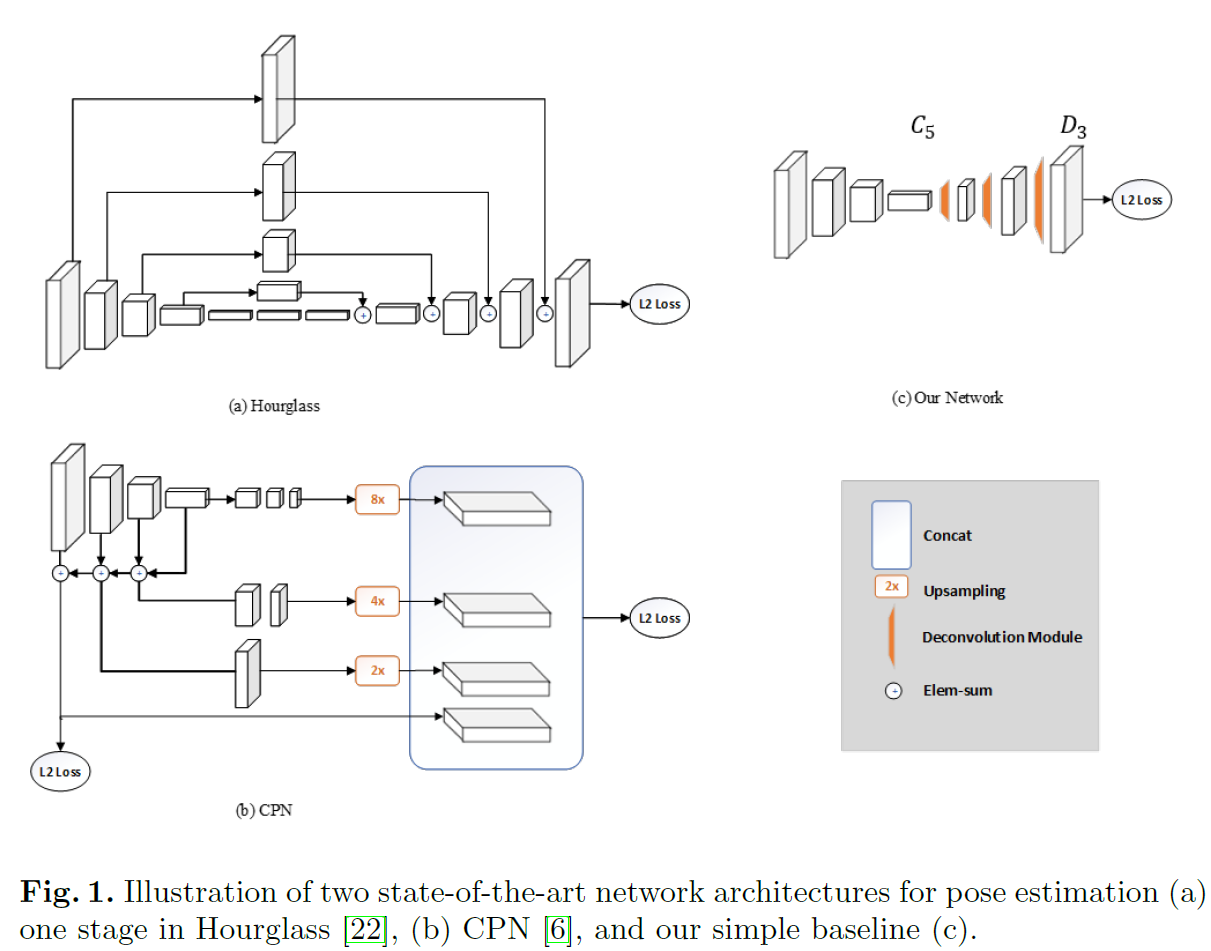 C5
D3
L2 Loss
L2 Loss
(a) Hourglass
(c) Our Network
8x
4x
2x
L2 Loss
L2 Loss
(b) CPN
Concat
2x
Upsampling
Deconvolution Module
+
Elem-sum
Fig. 1. Illustration of two state-of-the-art network architectures for pose estimation (a)
one stage in Hourglass [22], (b) CPN [6], and our simple baseline (c).